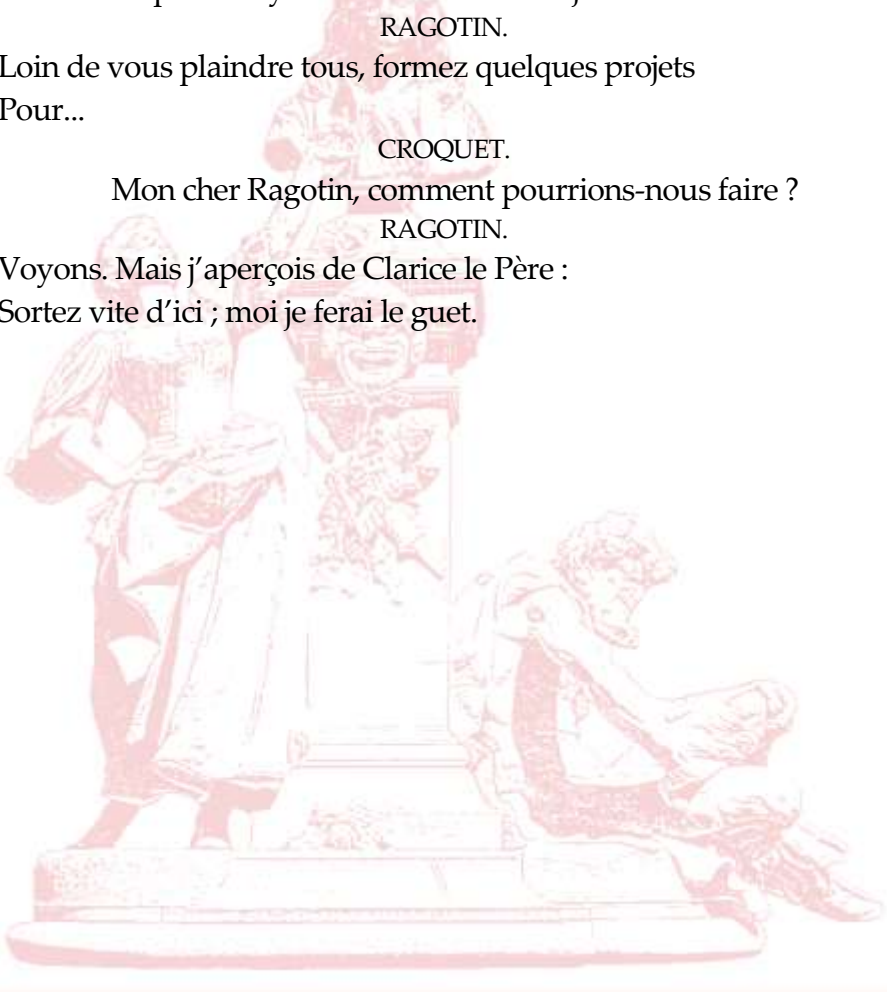 RAGOTIN.
Loin de vous plaindre tous, formez quelques projets
Pour...
CROQUET.
Mon cher Ragotin, comment pourrions-nous faire ?
RAGOTIN.
Voyons. Mais j’aperçois de Clarice le Père :
Sortez vite d’ici ; moi je ferai le guet.